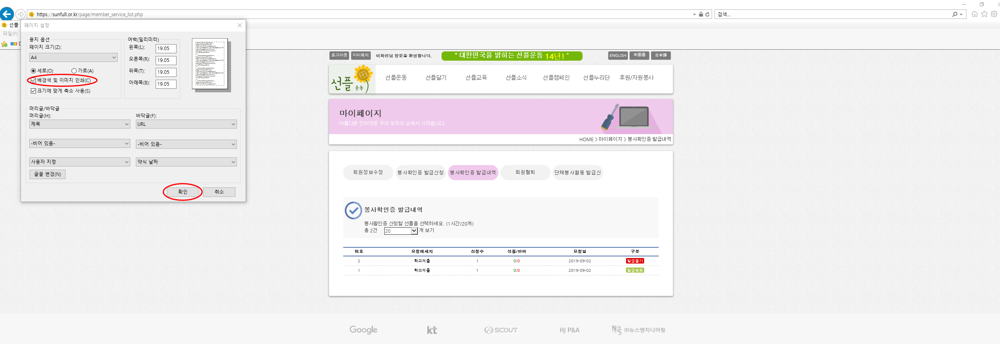 https://sunfull.or.kr/page/member_service_list.php
검색...
선플
파일(F)
페이지 설정
용지 옵션
페이지 크기(Z):
A4
세로(O)
가로(A)
배경색 및 이미지 인쇄(C)
크기에 맞게 축소 사용(S)
여백(밀리미터)
왼쪽(L):
19.05
오른쪽(R):
19.05
위쪽(T):
19.05
아래쪽(B):
19.05
머리글/바닥글
머리글(H):
바닥글(F):
제목
URL
-비어 있음-
-비어 있음-
사용자 지정
약식 날짜
글꼴 변경(N)
확인
취소
로그아웃
마이페이
방문을 환영합니다.
“ 대한민국을 밝히는 선플운동 14년! "
ENGLISH
中国语
日本語
선플
운동
선플운동
선플달기
선플교육
선플소식
선플캠페인
선플누리단
후원/자원봉사
마이페이지
아름다운 인터넷은 우리 모두의 손에서 시작됩니다.
HOME > 마이페이지 > 봉사확인증 발급내역
회원정보수정
봉사확인증 발급신청
봉사확인증 발급내역
회원탈퇴
단체봉사활동 발급신
봉사확인증 발급내역
봉사활인증 신청할 선플을 선택하세요. (1시간/20개)
총 2건 20 개 보기
번호 요청메세지 신청수 선플/반려 요청일 구분
2 학교제출 1 0/0 2019-09-02 발급불가
1 학교제출 1 0/0 2019-09-02 발급완료
Google
kt
SCOUT
HJ P&A
㈜뉴스엔지니어링